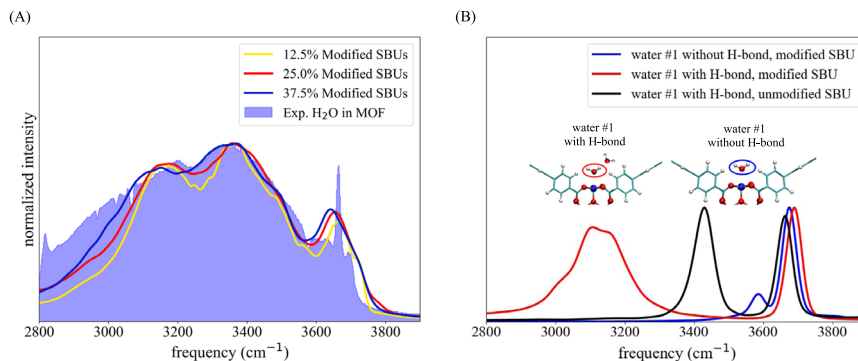 (A)
12.5% Modified SBUs
25.0% Modified SBUs
37.5% Modified SBUs
Exp. H₂O in MOF
normalized intensity
2800 3000 3200 3400 3600 3800
frequency (cm⁻¹)
(B)
water #1 without H-bond, modified SBU
water #1 with H-bond, modified SBU
water #1 with H-bond, unmodified SBU
water #1
with H-bond
water #1
without H-bond
2800 3000 3200 3400 3600 3800
frequency (cm⁻¹)